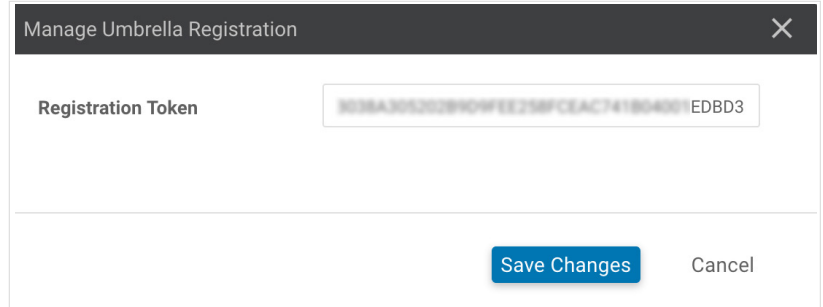 Manage Umbrella Registration
Registration Token
EDBD3
Save Changes
Cancel